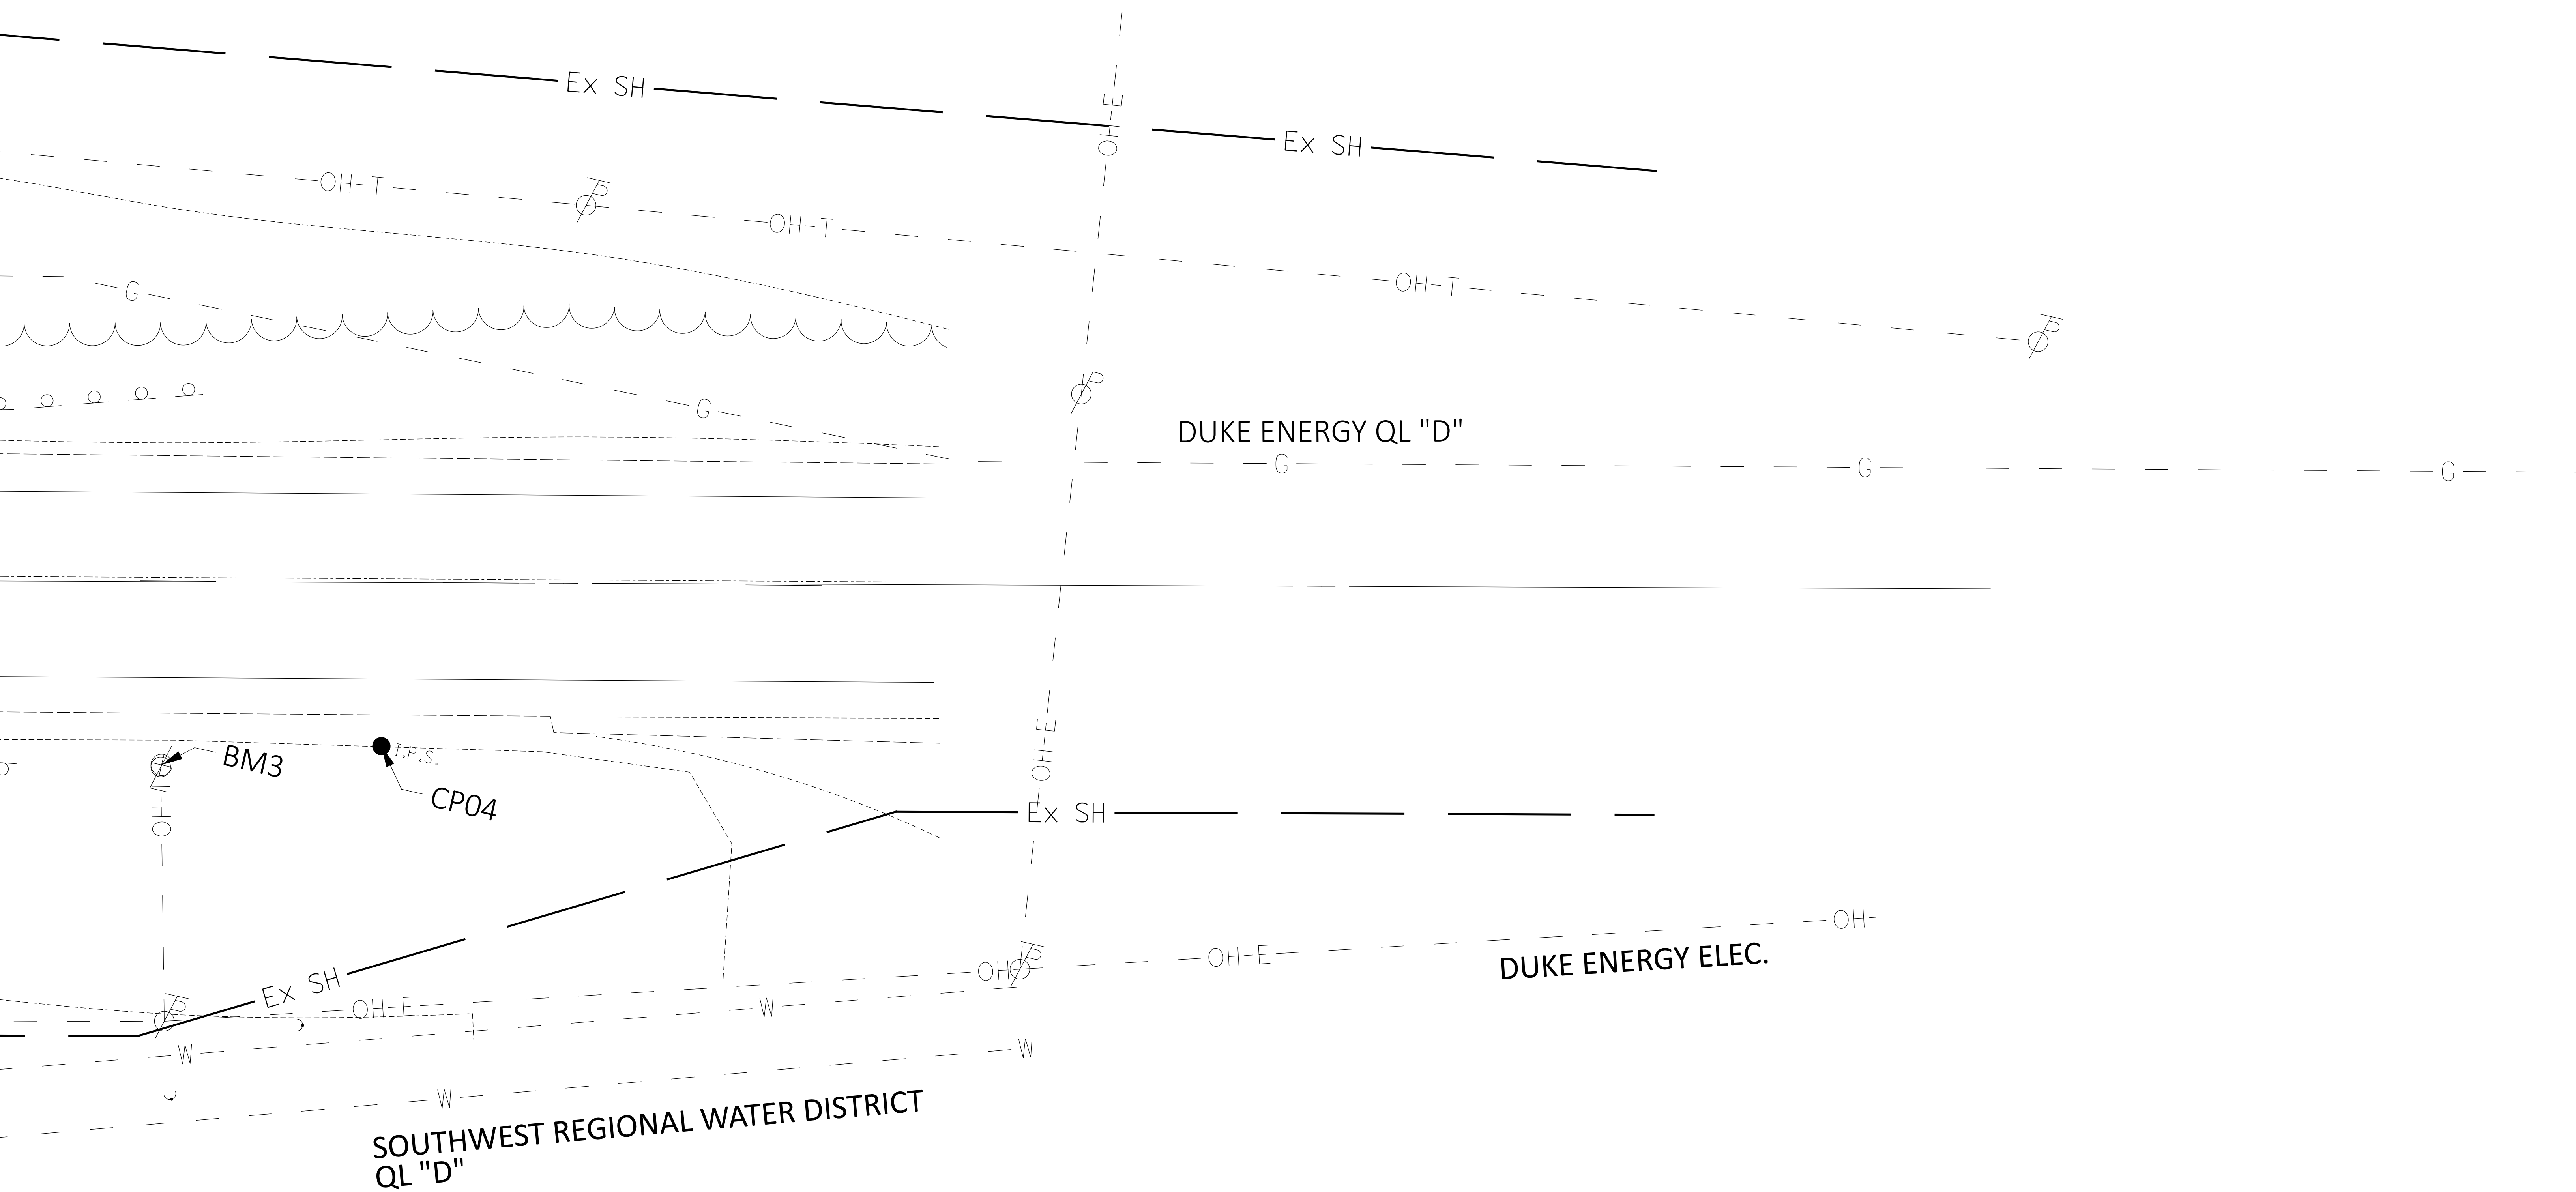 Ex SH
Ex SH
OH-E
OH-T
P
OH-T
OH-T
P
G
P
G
DUKE ENERGY QL "D"
G
G
G
I.P.S.
BM3
CP04
OH-E
OH-E
Ex SH
OH-
DUKE ENERGY ELEC.
OH-E
OH
P
Ex SH
P
OH-E
W
W
W
W
SOUTHWEST REGIONAL WATER DISTRICT
QL "D"